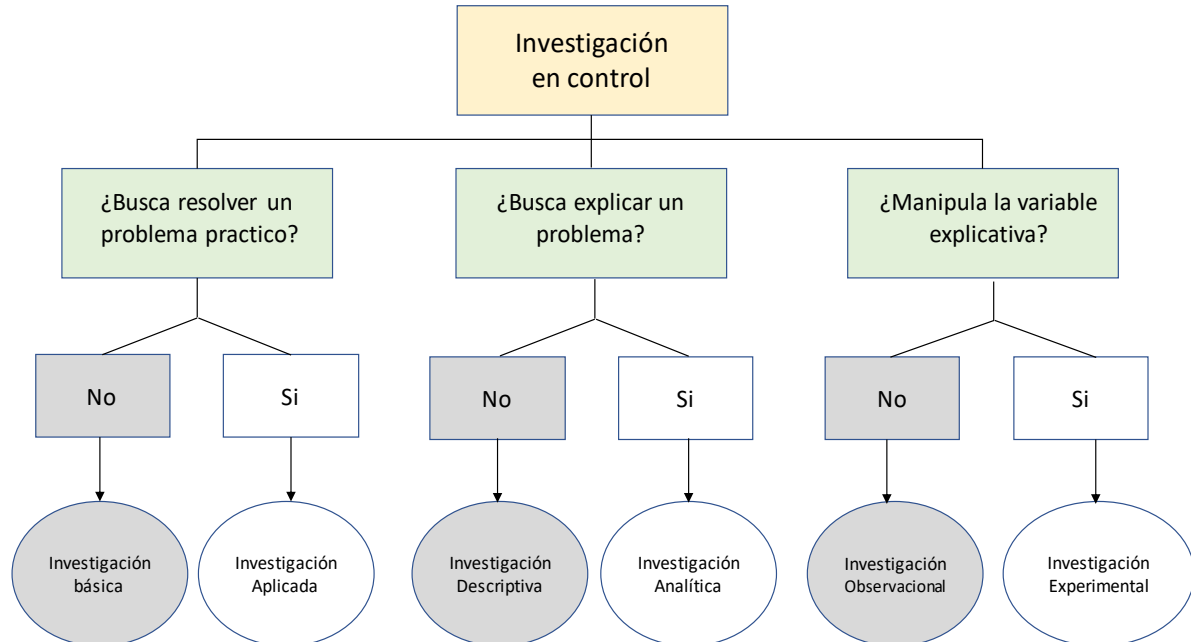 Investigación
en control
¿Busca resolver un
problema practico?
¿Busca explicar un
problema?
¿Manipula la variable
explicativa?
No
Si
No
Si
No
Si
Investigación
básica
Investigación
Aplicada
Investigación
Descriptiva
Investigación
Analítica
Investigación
Observacional
Investigación
Experimental